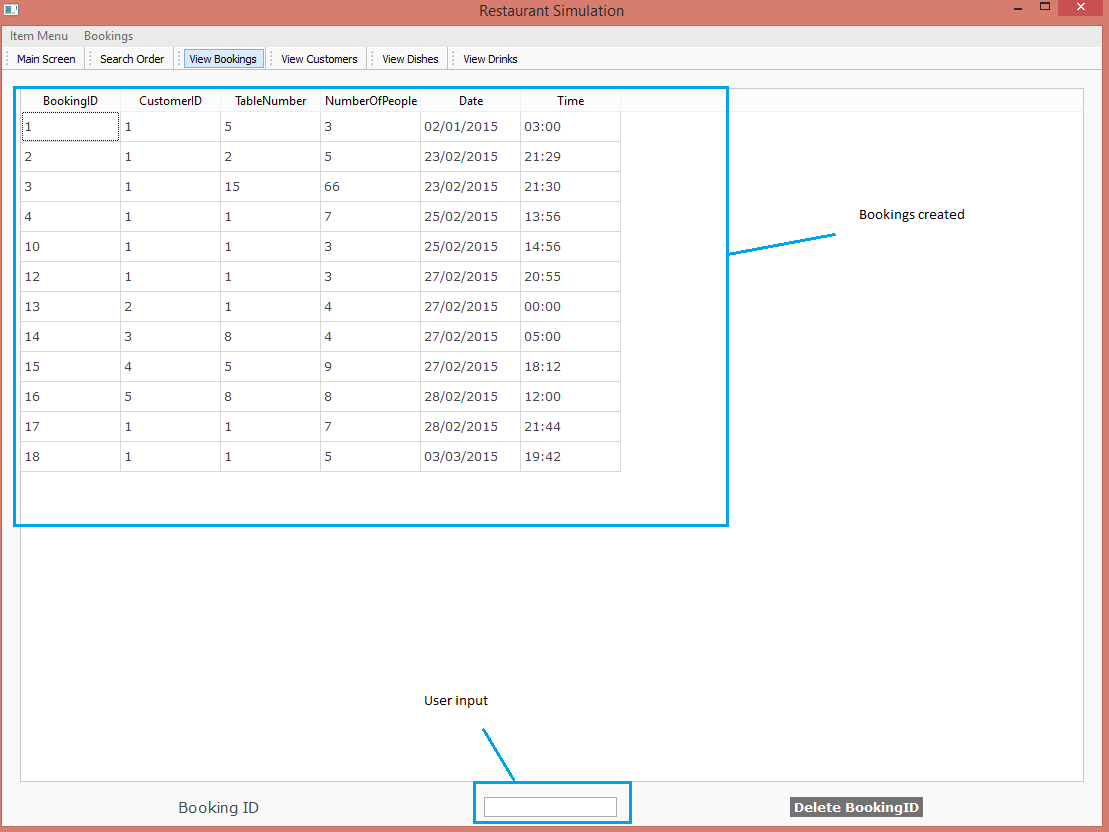 Restaurant Simulation
Item Menu Bookings
Main Screen Search Order View Bookings View Customers View Dishes View Drinks
BookingID CustomerID TableNumber NumberOfPeople Date Time
1 1 5 3 02/01/2015 03:00
2 1 2 5 23/02/2015 21:29
3 1 15 66 23/02/2015 21:30
4 1 1 7 25/02/2015 13:56
10 1 1 3 25/02/2015 14:56
12 1 1 3 27/02/2015 20:55
13 2 1 4 27/02/2015 00:00
14 3 8 4 27/02/2015 05:00
15 4 5 9 27/02/2015 18:12
16 5 8 8 28/02/2015 12:00
17 1 1 7 28/02/2015 21:44
18 1 1 5 03/03/2015 19:42
Bookings created
User input
Booking ID Delete BookingID